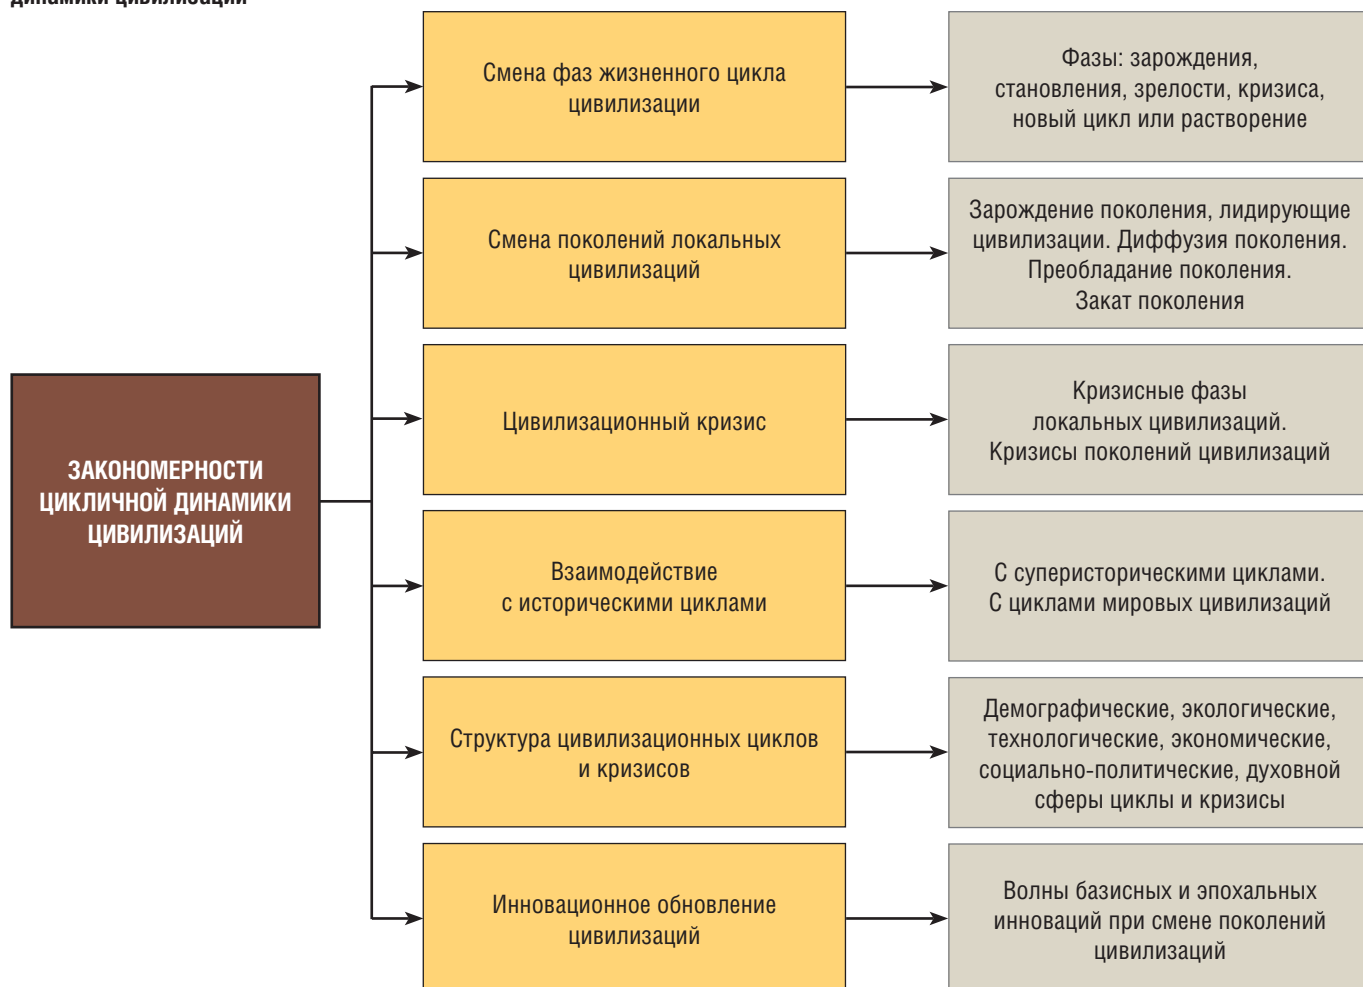 динамики цивилизаций
Смена фаз жизненного цикла
цивилизации
Фазы: зарождения,
становления, зрелости, кризиса,
новый цикл или растворение
Смена поколений локальных
цивилизаций
Зарождение поколения, лидирующие
цивилизации. Диффузия поколения.
Преобладание поколения.
Закат поколения
Цивилизационный кризис
Кризисные фазы
локальных цивилизаций.
Кризисы поколений цивилизаций
ЗАКОНОМЕРНОСТИ
ЦИКЛИЧНОЙ ДИНАМИКИ
ЦИВИЛИЗАЦИЙ
Взаимодействие
с историческими циклами
С суперисторическими циклами.
С циклами мировых цивилизаций
Структура цивилизационных циклов
и кризисов
Демографические, экологические,
технологические, экономические,
социально-политические, духовной
сферы циклы и кризисы
Инновационное обновление
цивилизаций
Волны базисных и эпохальных
инноваций при смене поколений
цивилизаций